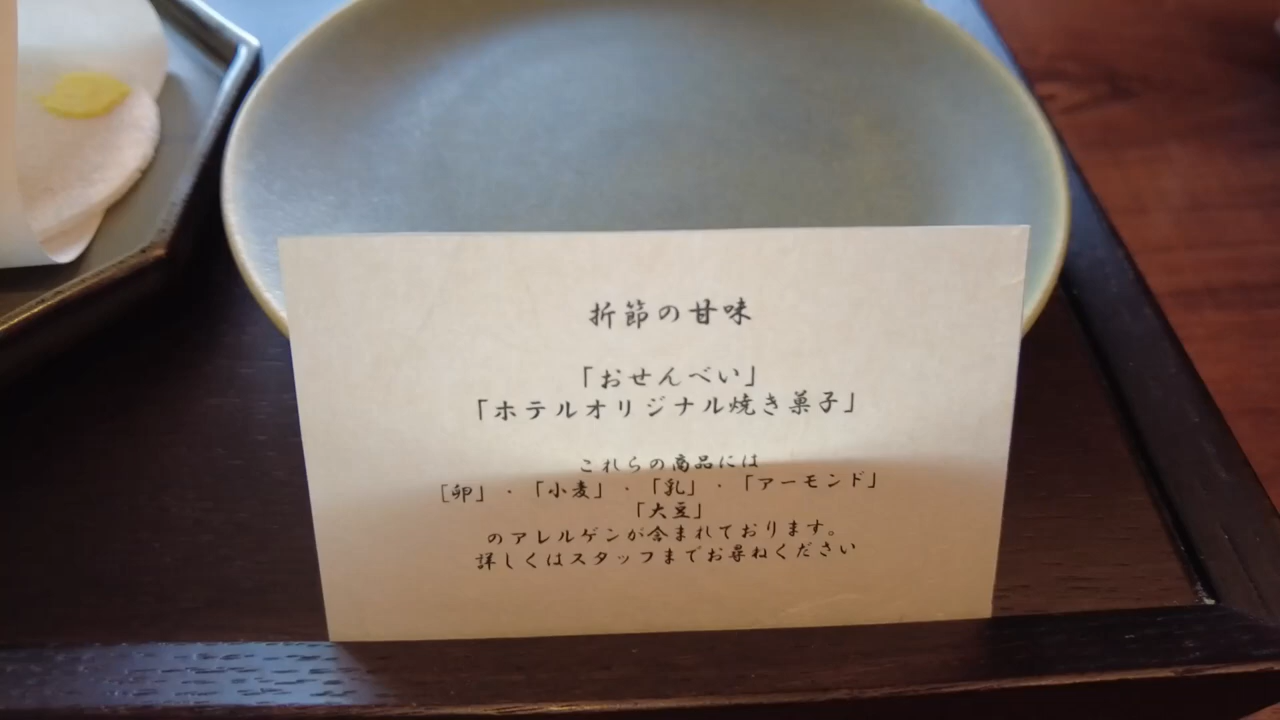 折節の甘味
「おせんべい」
「ホテルオリジナル焼き菓子」
これらの商品には
[卵」・「小麦」・「乳」・「アーモンド」
「大豆」
のアレルゲンが含まれております。
詳しくはスタッフまでお尋ねください